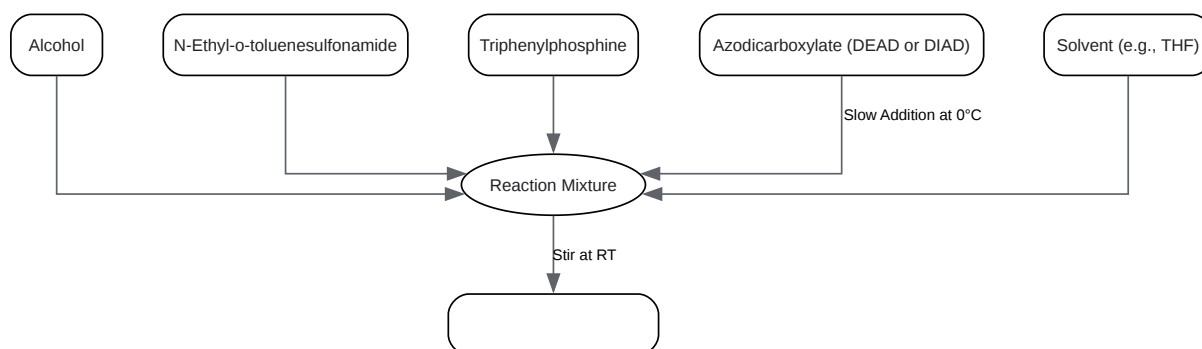 Alcohol
N-Ethyl-o-toluenesulfonamide
Triphenylphosphine
Azodicarboxylate (DEAD or DIAD)
Solvent (e.g., THF)
Slow Addition at 0°C
Reaction Mixture
Stir at RT